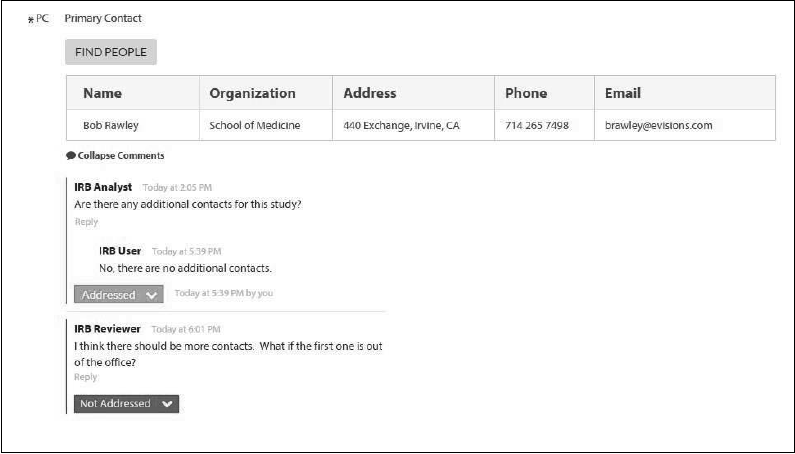 *PC Primary Contact
FIND PEOPLE
Name Organization Address Phone Email
Bob Rawley School of Medicine 440 Exchange, Irvine, CA 714 265 7498 brawley@evisions.com
Collapse Comments
IRB Analyst Today at 2:05 PM
Are there any additional contacts for this study?
Reply
IRB User Today at 5:39 PM
No, there are no additional contacts.
Addressed Today at 5:39 PM by you
IRB Reviewer Today at 6:01 PM
I think there should be more contacts. What if the first one is out
of the office?
Reply
Not Addressed